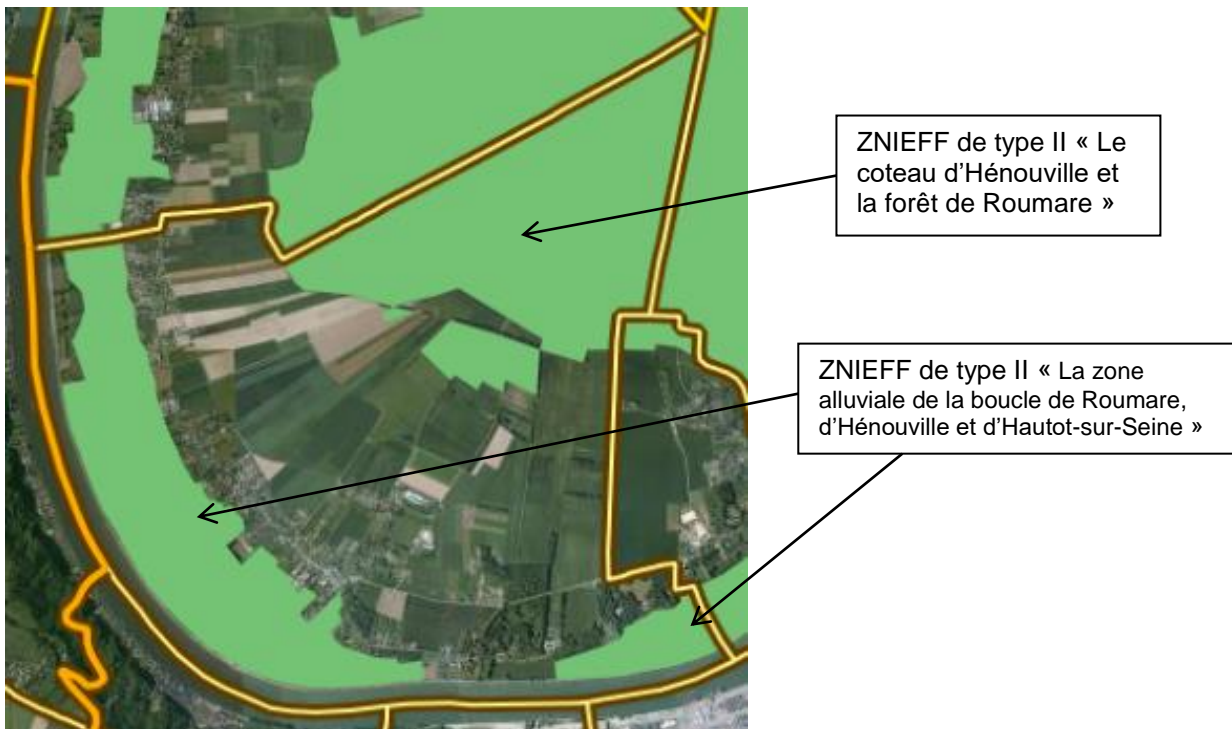 ZNIEFF de type II « Le
coteau d’Hénouville et
la forêt de Roumare »
ZNIEFF de type II « La zone
alluviale de la boucle de Roumare,
d’Hénouville et d’Hautot-sur-Seine »